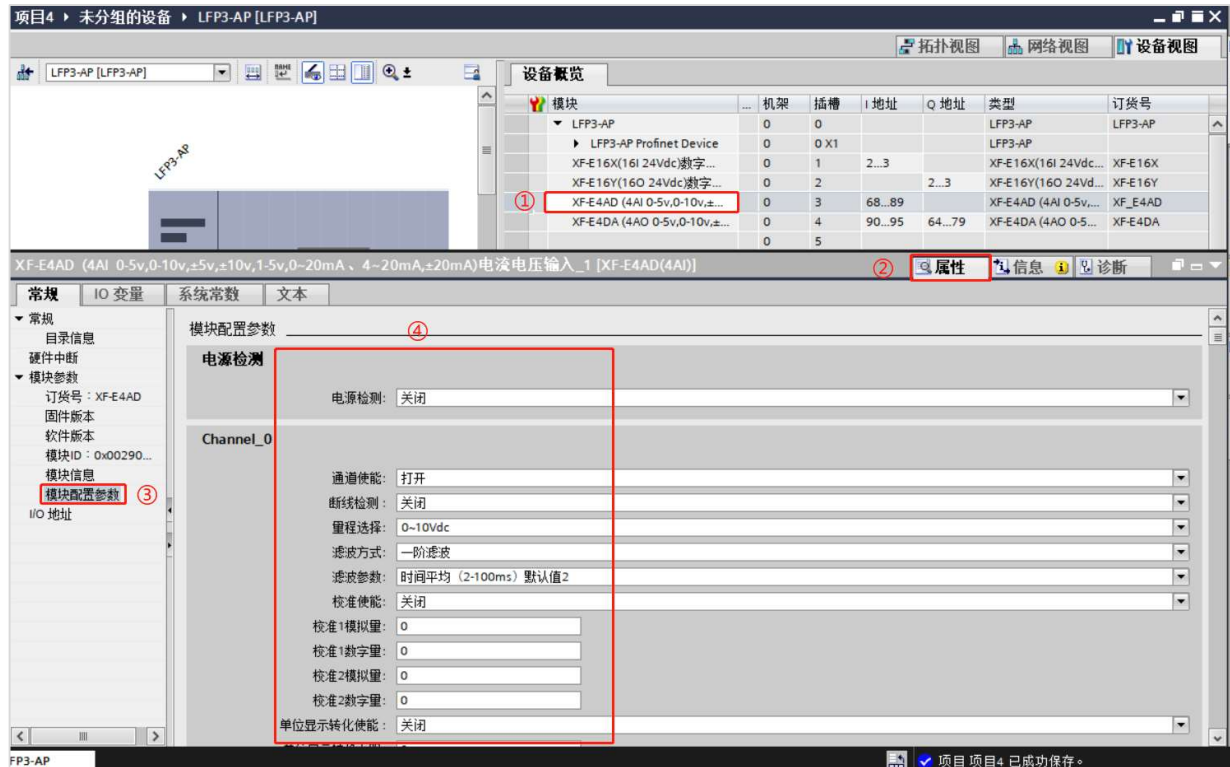 项目4 ▸ 未分组的设备 ▸ LFP3-AP [LFP3-AP]
拓扑视图 网络视图 设备视图
LFP3-AP [LFP3-AP]
LFP3-AP
设备概览
模块 ... 机架 插槽 I 地址 Q 地址 类型 订货号
LFP3-AP 0 0 LFP3-AP LFP3-AP
LFP3-AP Profinet Device 0 0 X1 LFP3-AP
XF-E16X(16I 24Vdc)数字... 0 1 2...3 XF-E16X(16I 24Vdc... XF-E16X
XF-E16Y(16O 24Vdc)数字... 0 2 2...3 XF-E16Y(16O 24Vd... XF-E16Y
① XF-E4AD (4AI 0-5v,0-10v,±... 0 3 68...89 XF-E4AD (4AI 0-5v,... XF_E4AD
XF-E4DA (4AO 0-5v,0-10v,±... 0 4 90...95 64...79 XF-E4DA (4AO 0-5... XF-E4DA
0 5
XF-E4AD (4AI 0-5v,0-10v,±5v,±10v,1-5v,0~20mA、4~20mA,±20mA)电流电压输入_1 [XF-E4AD(4AI)]
② 属性 信息 诊断
常规 IO 变量 系统常数 文本
常规
目录信息
硬件中断
模块参数
订货号：XF-E4AD
固件版本
软件版本
模块ID：0x00290...
模块信息
模块配置参数 ③
I/O 地址
模块配置参数 ④
电源检测
电源检测: 关闭
Channel_0
通道使能: 打开
断线检测: 关闭
量程选择: 0~10Vdc
滤波方式: 一阶滤波
滤波参数: 时间平均（2-100ms）默认值2
校准使能: 关闭
校准1模拟量: 0
校准1数字量: 0
校准2模拟量: 0
校准2数字量: 0
单位显示转化使能: 关闭
FP3-AP
项目 项目4 已成功保存。